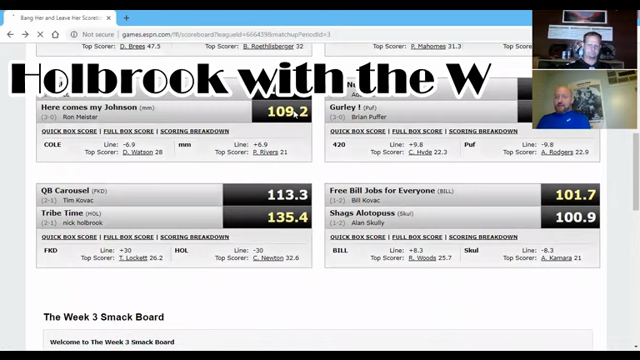 Bang Her and Leave Her Scoreb
games.espn.com/ffl/scoreboard?leagueId=666439&matchupPeriodId=3
Top Scorer: D. Brees 47.5
B. Roethlisberger 32
Top Scorer: P. Mahomes 31.3
Holbrook with the W
Here comes my Johnson (mm)
109.2
(3-0) Ron Meister
Gurley ! (Puf)
(3-0) Brian Puffer
QUICK BOX SCORE | FULL BOX SCORE | SCORING BREAKDOWN
QUICK BOX SCORE | FULL BOX SCORE | SCORING BREAKDOWN
COLE Line: -6.9 mm Line: +6.9
Top Scorer: D. Watson 28 Top Scorer: P. Rivers 21
420 Line: +9.8 Puf Line: -9.8
Top Scorer: C. Hyde 22.3 Top Scorer: A. Rodgers 22.9
QB Carousel (FKD)
113.3
(2-1) Tim Kovac
Tribe Time (HOL)
135.4
(2-1) nick holbrook
Free Bill Jobs for Everyone (BILL)
101.7
(1-2) Bill Kovac
Shags Alotopuss (Skul)
100.9
(1-2) Alan Skully
QUICK BOX SCORE | FULL BOX SCORE | SCORING BREAKDOWN
QUICK BOX SCORE | FULL BOX SCORE | SCORING BREAKDOWN
FKD Line: +30 HOL Line: -30
Top Scorer: T. Lockett 26.2 Top Scorer: C. Newton 32.6
BILL Line: +8.3 Skul Line: -8.3
Top Scorer: R. Woods 25.7 Top Scorer: A. Kamara 21
The Week 3 Smack Board
Welcome to The Week 3 Smack Board